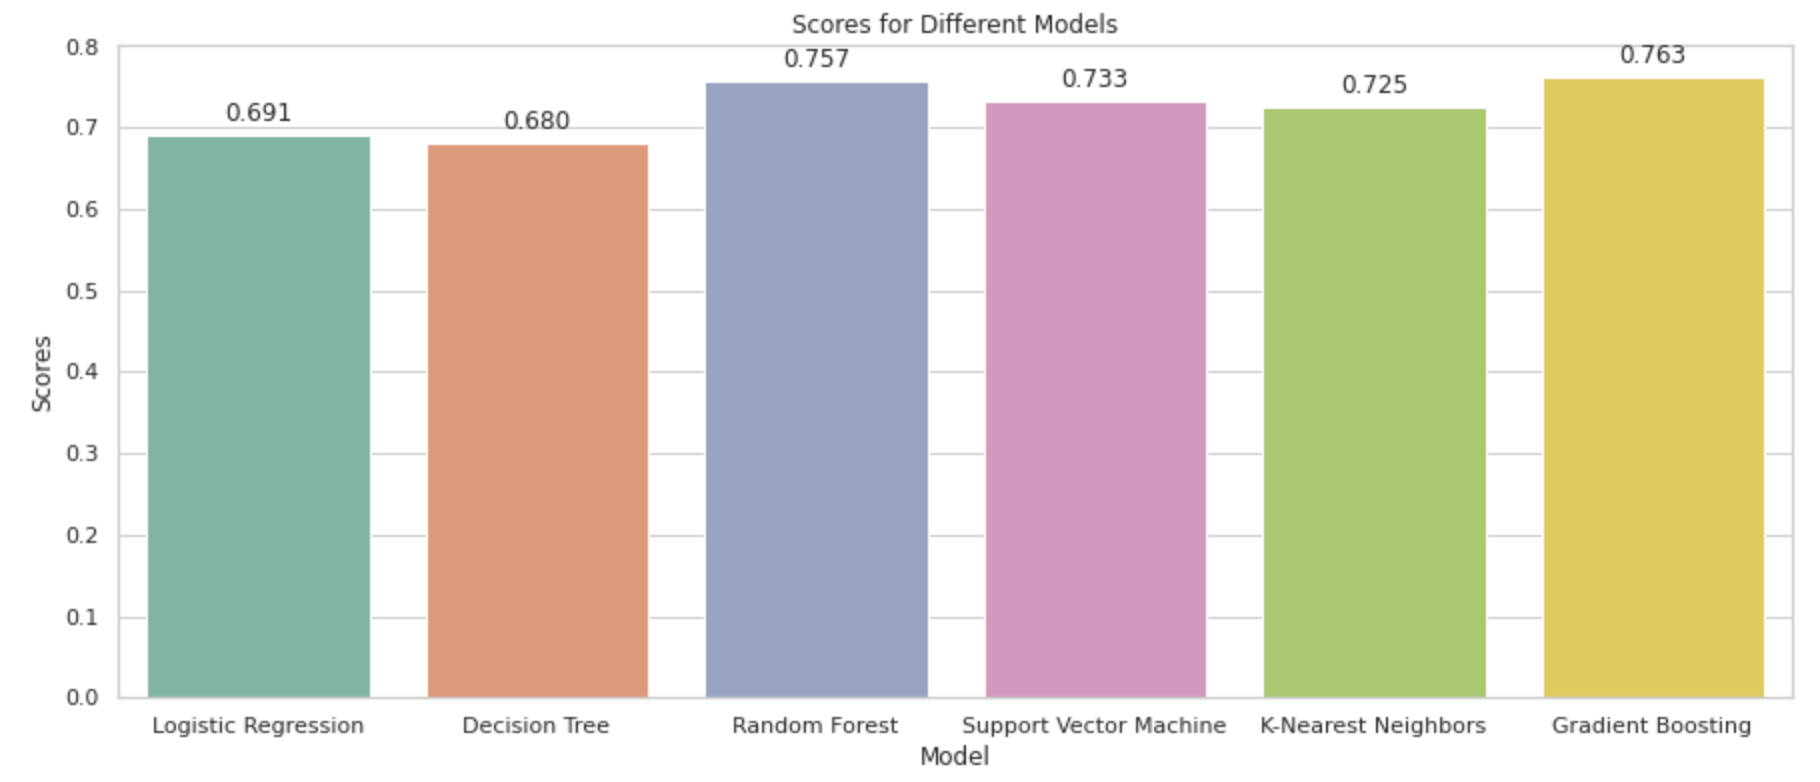 Scores for Different Models
0.8
0.7
0.6
0.5
0.4
0.3
0.2
0.1
0.0
Scores
0.691
0.680
0.757
0.733
0.725
0.763
Logistic Regression
Decision Tree
Random Forest
Support Vector Machine
K-Nearest Neighbors
Gradient Boosting
Model